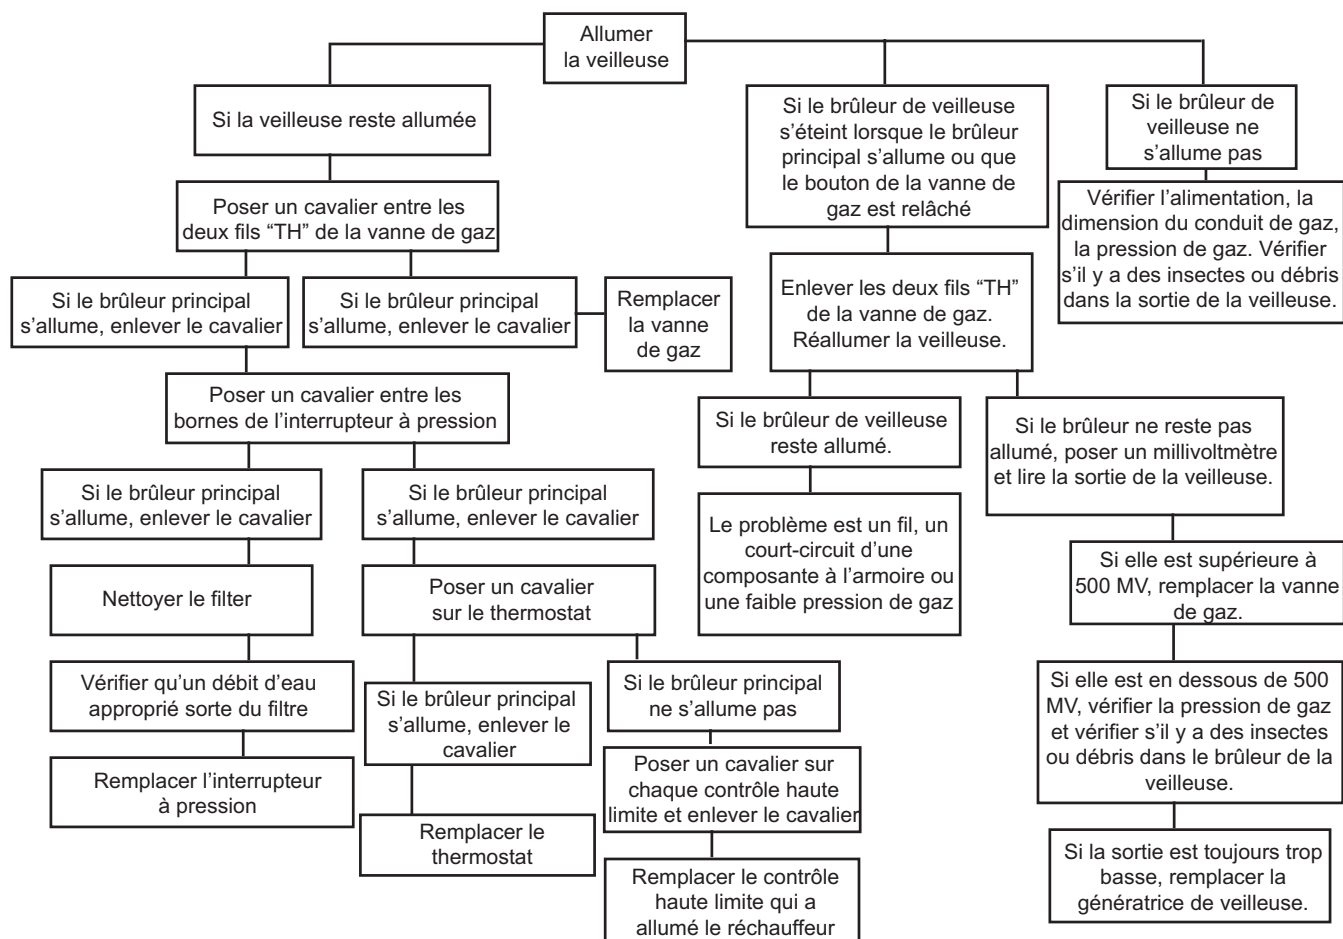 Allumer
la veilleuse
Si la veilleuse reste allumée
Poser un cavalier entre les
deux fils “TH” de la vanne de gaz
Si le brûleur principal
s’allume, enlever le cavalier
Si le brûleur principal
s’allume, enlever le cavalier
Remplacer
la vanne
de gaz
Poser un cavalier entre les
bornes de l’interrupteur à pression
Si le brûleur principal
s’allume, enlever le cavalier
Nettoyer le filter
Vérifier qu’un débit d’eau
approprié sorte du filtre
Remplacer l’interrupteur
à pression
Si le brûleur principal
s’allume, enlever le cavalier
Poser un cavalier
sur le thermostat
Si le brûleur principal
s’allume, enlever le
cavalier
Remplacer le
thermostat
Si le brûleur principal
ne s’allume pas
Poser un cavalier sur
chaque contrôle haute
limite et enlever le cavalier
Remplacer le contrôle
haute limite qui a
allumé le réchauffeur
Si le brûleur de veilleuse
s’éteint lorsque le brûleur
principal s’allume ou que
le bouton de la vanne de
gaz est relâché
Enlever les deux fils “TH”
de la vanne de gaz.
Réallumer la veilleuse.
Si le brûleur de veilleuse
reste allumé.
Le problème est un fil, un
court-circuit d’une
composante à l’armoire ou
une faible pression de gaz
Si le brûleur ne reste pas
allumé, poser un millivoltmètre
et lire la sortie de la veilleuse.
Si elle est supérieure à
500 MV, remplacer la vanne
de gaz.
Si elle est en dessous de 500
MV, vérifier la pression de gaz
et vérifier s’il y a des insectes
ou débris dans le brûleur de la
veilleuse.
Si la sortie est toujours trop
basse, remplacer la
génératrice de veilleuse.
Si le brûleur de
veilleuse ne
s’allume pas
Vérifier l’alimentation, la
dimension du conduit de gaz,
la pression de gaz. Vérifier
s’il y a des insectes ou débris
dans la sortie de la veilleuse.